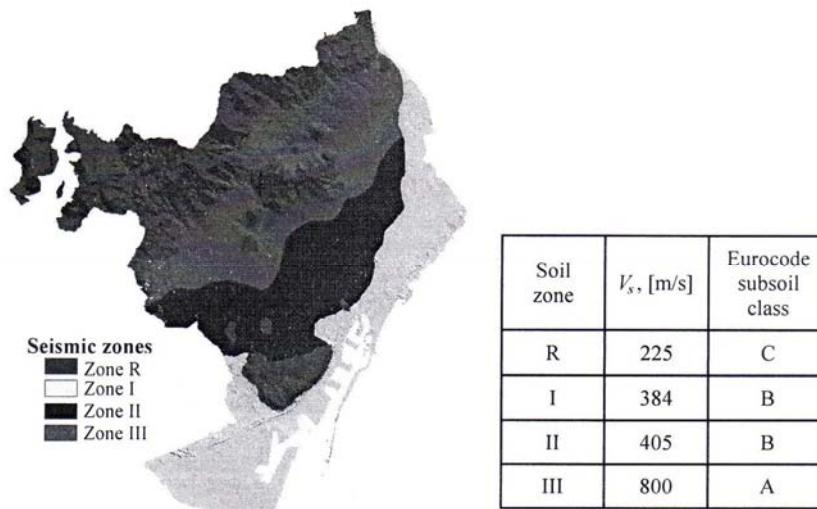 Seismic zones
Zone R
Zone I
Zone II
Zone III
Soil zone V_s, [m/s] Eurocode subsoil class
R 225 C
I 384 B
II 405 B
III 800 A